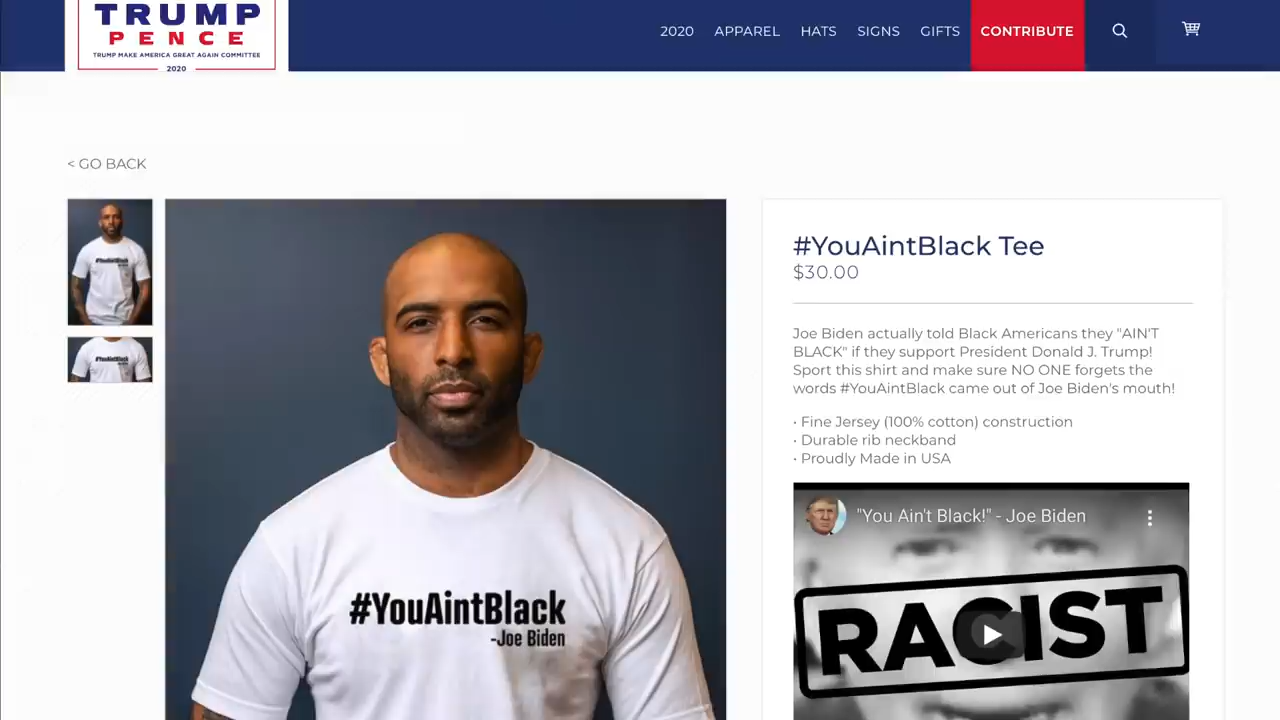 TRUMP
PENCE
TRUMP MAKE AMERICA GREAT AGAIN COMMITTEE
2020
2020 APPAREL HATS SIGNS GIFTS CONTRIBUTE
< GO BACK
#YouAintBlack
#YouAintBlack
#YouAintBlack
-Joe Biden
#YouAintBlack Tee
$30.00
Joe Biden actually told Black Americans they "AIN'T
BLACK" if they support President Donald J. Trump!
Sport this shirt and make sure NO ONE forgets the
words #YouAintBlack came out of Joe Biden's mouth!
• Fine Jersey (100% cotton) construction
• Durable rib neckband
• Proudly Made in USA
"You Ain't Black!" - Joe Biden
RACIST